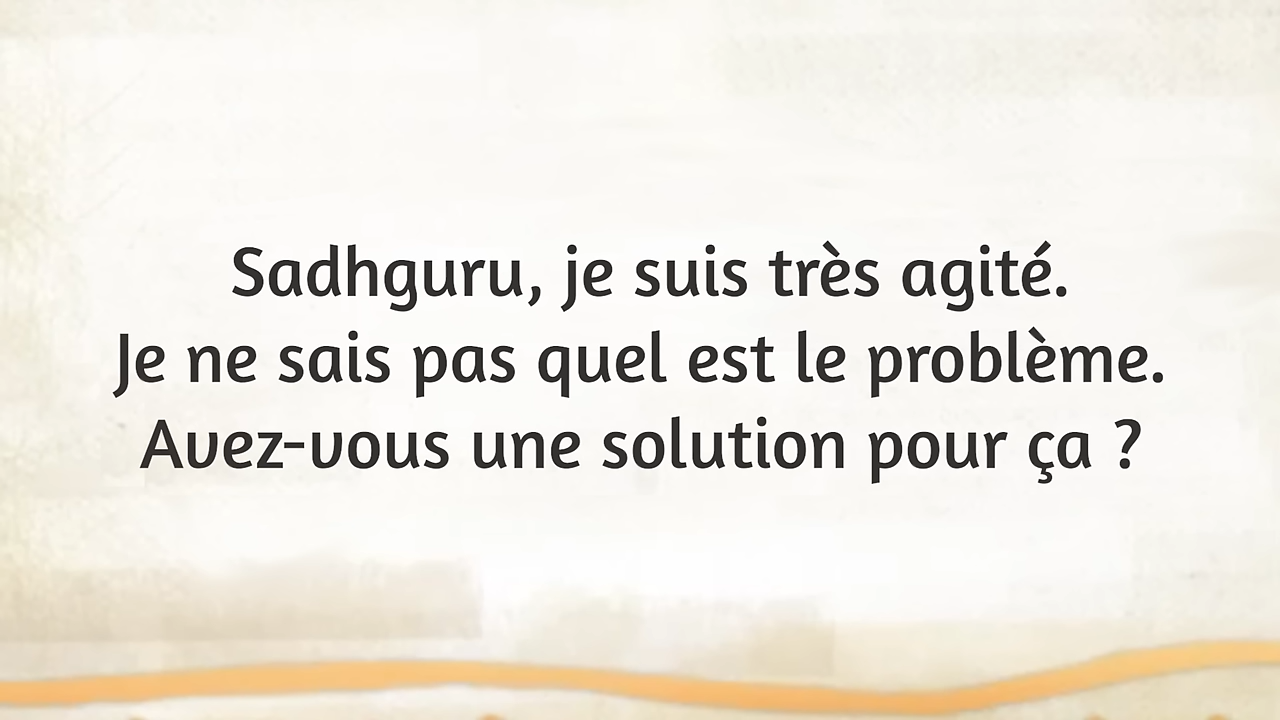 Sadhguru, je suis très agité.
Je ne sais pas quel est le problème.
Avez-vous une solution pour ça ?